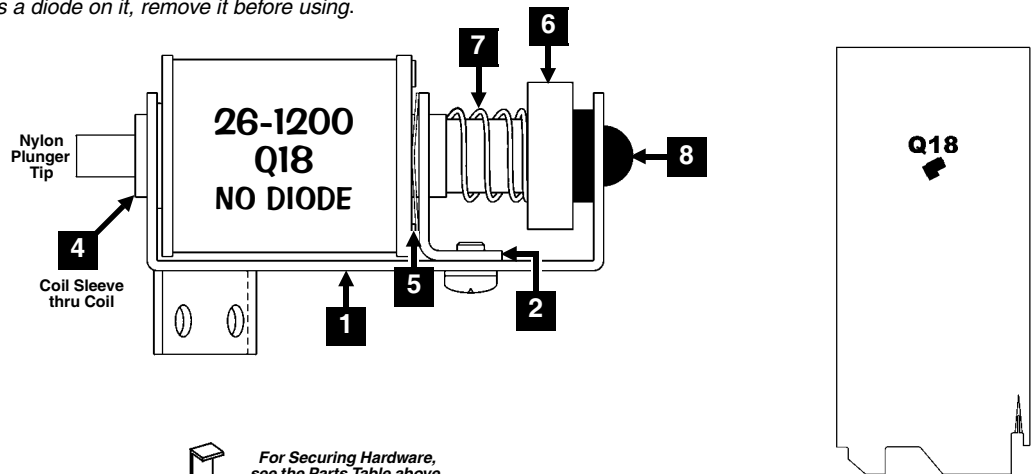 s a diode on it, remove it before using.
6
7
26-1200
Q18
NO DIODE
Nylon
Plunger
Tip
8
Q18
4
Coil Sleeve
thru Coil
5
2
1
For Securing Hardware,
see the Parts Table above